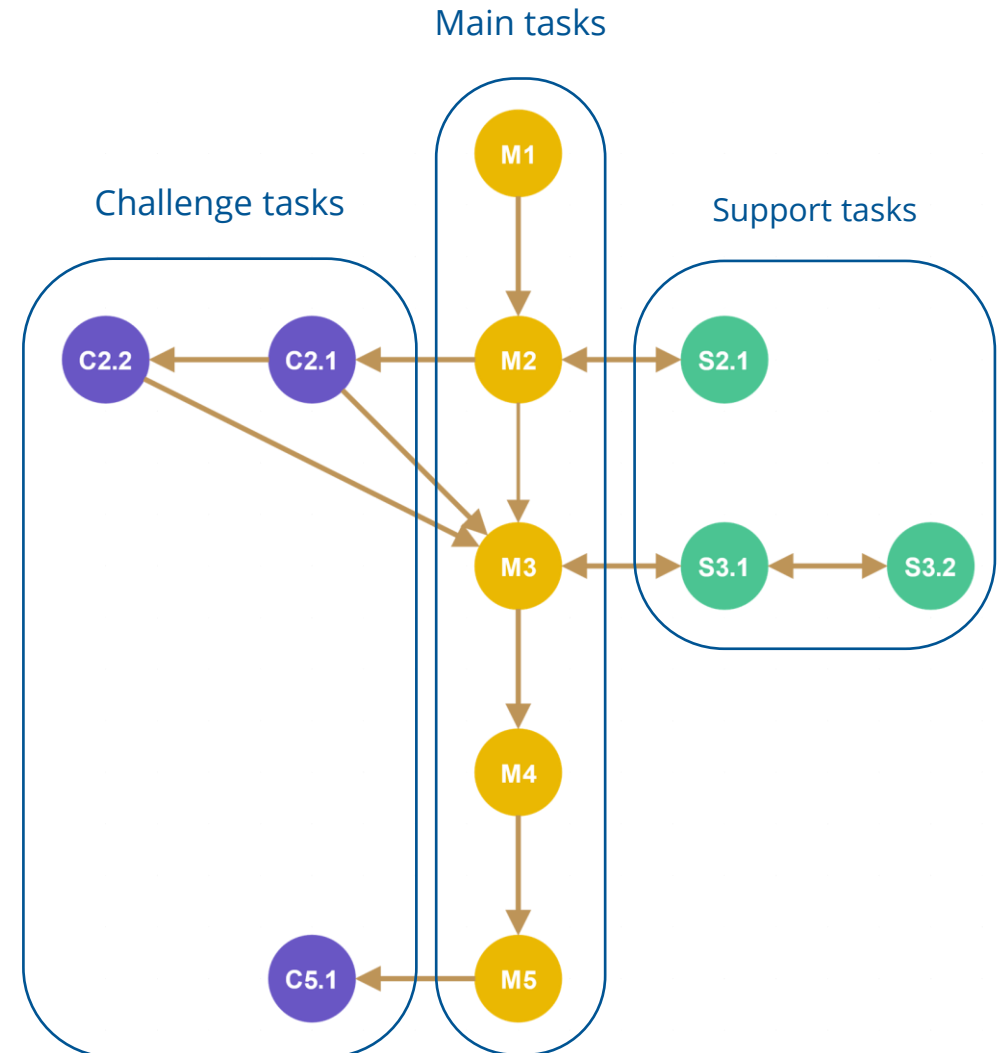 Main tasks
M1
Challenge tasks
Support tasks
C2.2
C2.1
M2
S2.1
M3
S3.1
S3.2
M4
C5.1
M5